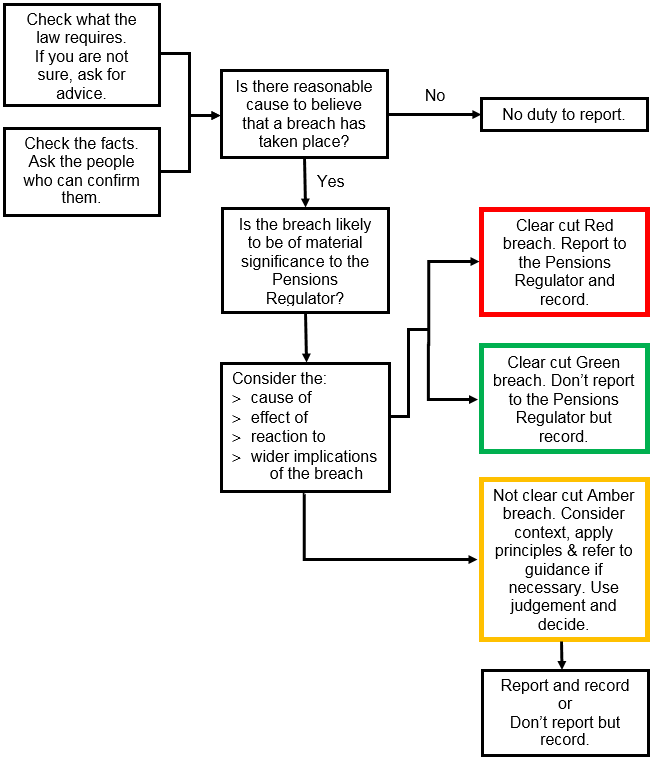 Check what the
law requires.
If you are not
sure, ask for
advice.
Check the facts.
Ask the people
who can confirm
them.
Is there reasonable
cause to believe
that a breach has
taken place?
No
No duty to report.
Yes
Is the breach likely
to be of material
significance to the
Pensions
Regulator?
Consider the:
> cause of
> effect of
> reaction to
> wider implications
of the breach
Clear cut Red
breach. Report to
the Pensions
Regulator and
record.
Clear cut Green
breach. Don’t report
to the Pensions
Regulator but
record.
Not clear cut Amber
breach. Consider
context, apply
principles & refer to
guidance if
necessary. Use
judgement and
decide.
Report and record
or
Don’t report but
record.